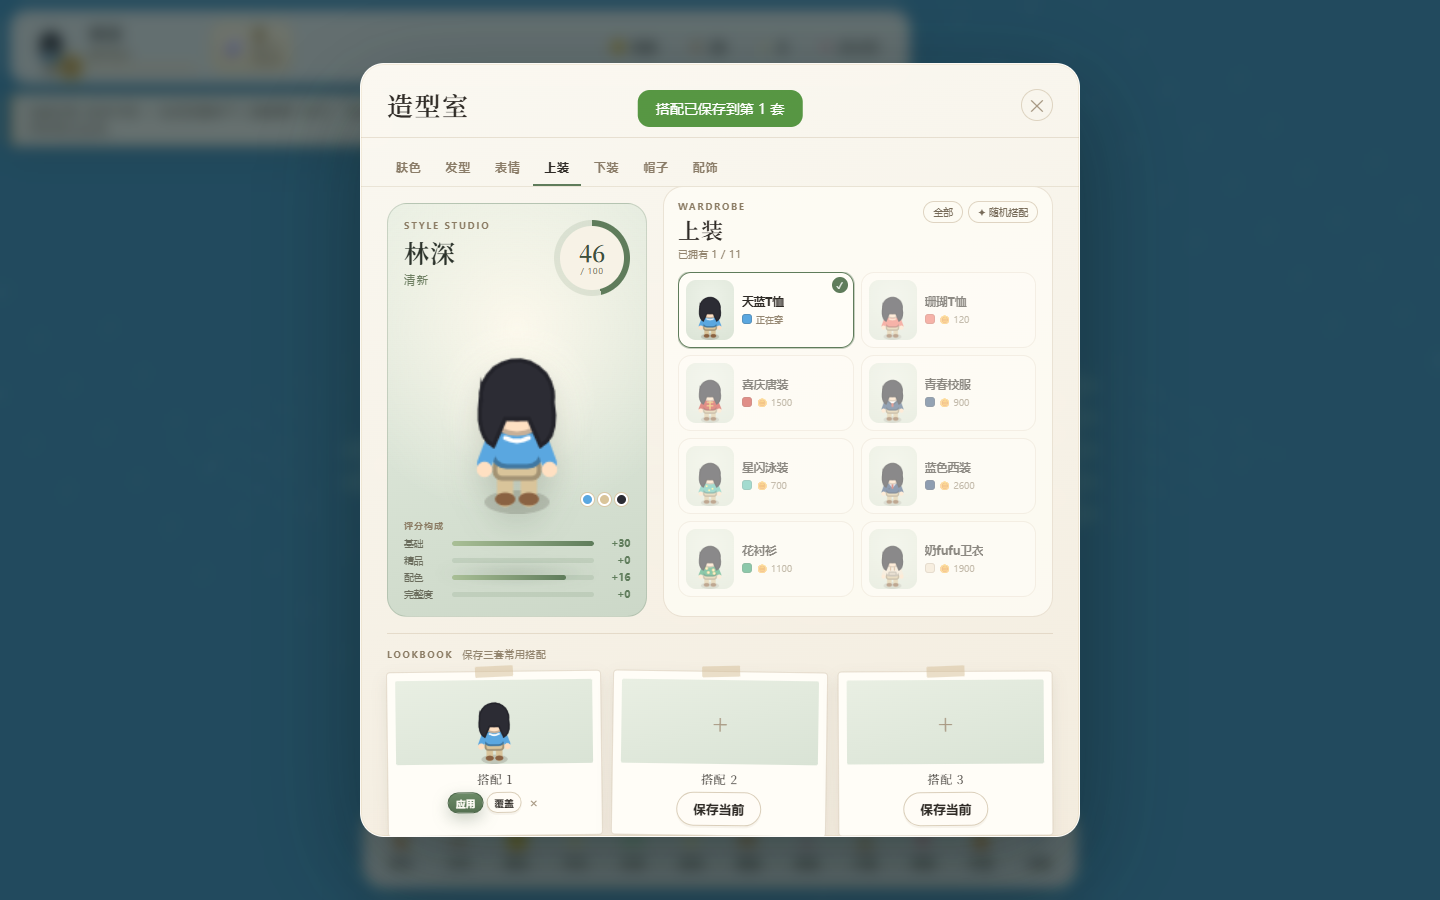 造型室
搭配已保存到第 1 套
肤色 发型 表情 上装 下装 帽子 配饰
STYLE STUDIO
林深
清新
46
/ 100
评分构成
基础 +30
精品 +0
配色 +16
完整度 +0
WARDROBE
上装
已拥有 1 / 11
全部 ✦ 随机搭配
天蓝T恤
正在穿
珊瑚T恤
120
喜庆唐装
1500
青春校服
900
星闪泳装
700
蓝色西装
2600
花衬衫
1100
奶fufu卫衣
1900
LOOKBOOK 保存三套常用搭配
搭配 1
应用 覆盖 ×
搭配 2
保存当前
搭配 3
保存当前